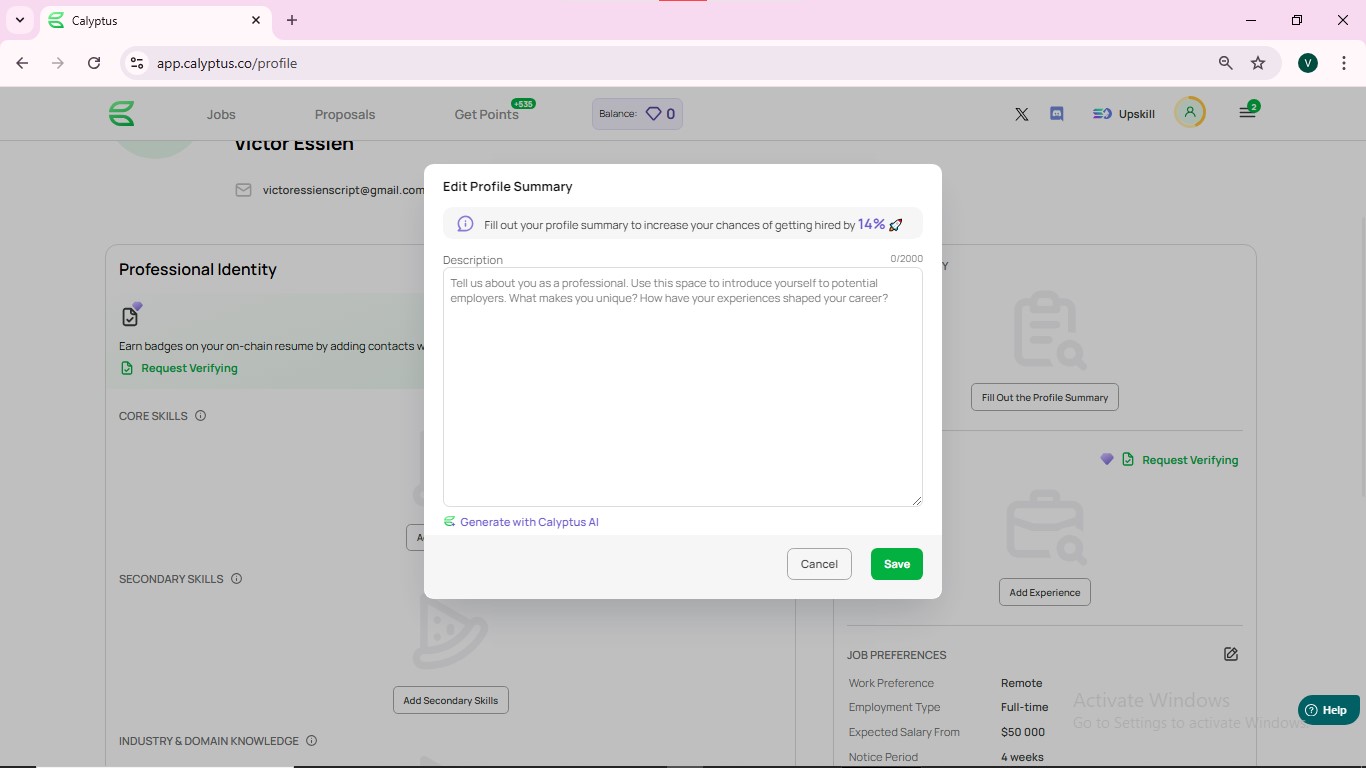 Calyptus
app.calyptus.co/profile
V
Jobs
Proposals
Get Points
+535
Balance:
0
Upskill
2
Victor Essien
victoressienscript@gmail.com
Edit Profile Summary
Fill out your profile summary to increase your chances of getting hired by 14%
Description
0/2000
Tell us about you as a professional. Use this space to introduce yourself to potential
employers. What makes you unique? How have your experiences shaped your career?
Generate with Calyptus AI
Cancel
Save
Professional Identity
Earn badges on your on-chain resume by adding contacts
Request Verifying
CORE SKILLS
SECONDARY SKILLS
Add Secondary Skills
INDUSTRY & DOMAIN KNOWLEDGE
Fill Out the Profile Summary
Request Verifying
Add Experience
JOB PREFERENCES
Work Preference Remote
Employment Type Full-time
Expected Salary From $50 000
Notice Period 4 weeks
Activate Windows
Go to Settings to activate Windows.
Help